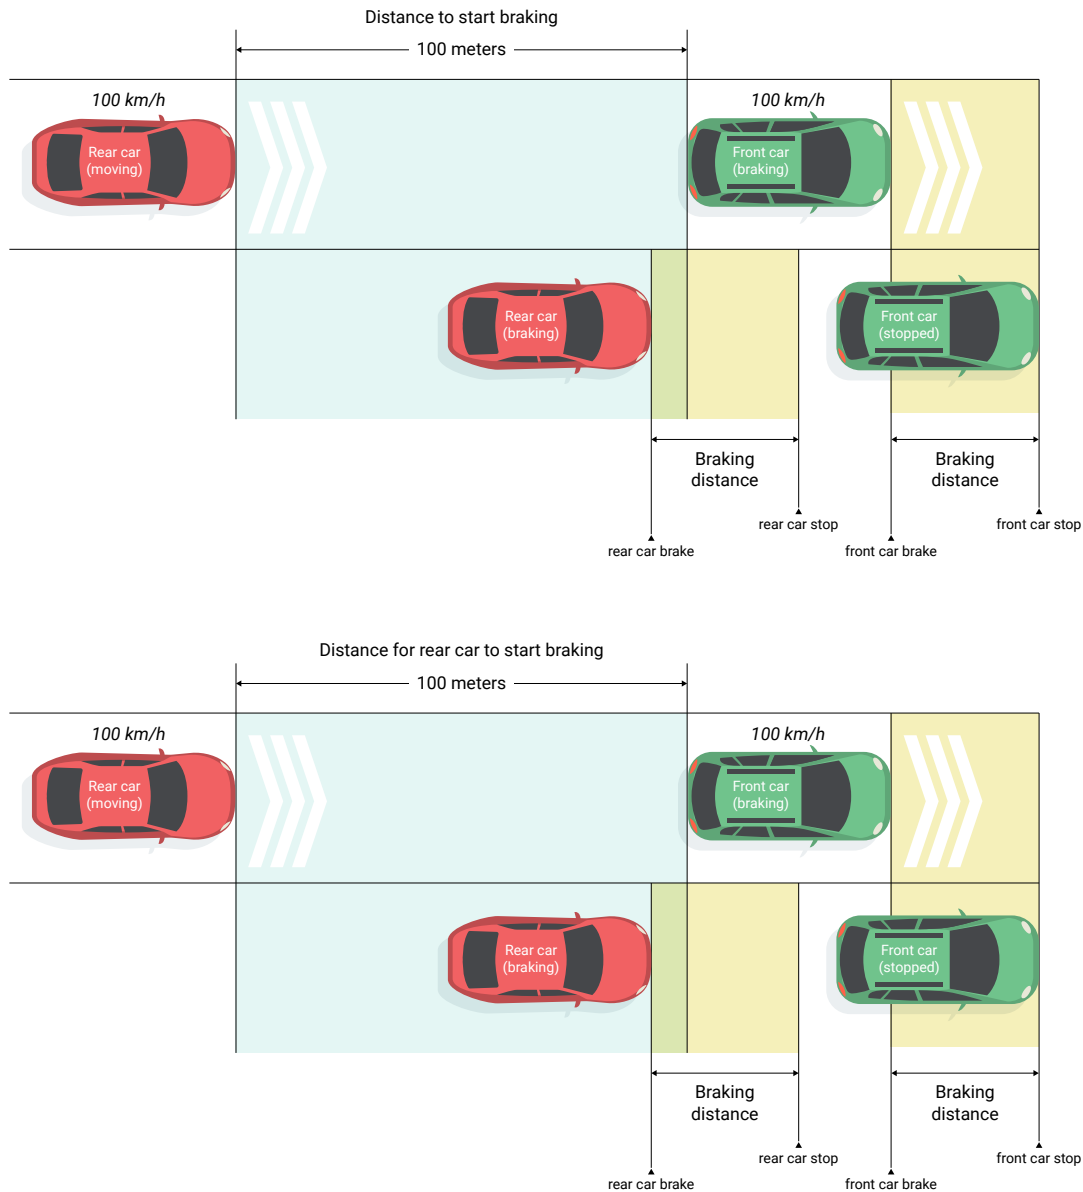 Distance to start braking
100 meters
100 km/h
100 km/h
Rear car
(moving)
Front car
(braking)
Rear car
(braking)
Front car
(stopped)
Braking
distance
Braking
distance
rear car stop
front car stop
rear car brake
front car brake
Distance for rear car to start braking
100 meters
100 km/h
100 km/h
Rear car
(moving)
Front car
(braking)
Rear car
(braking)
Front car
(stopped)
Braking
distance
Braking
distance
rear car stop
front car stop
rear car brake
front car brake